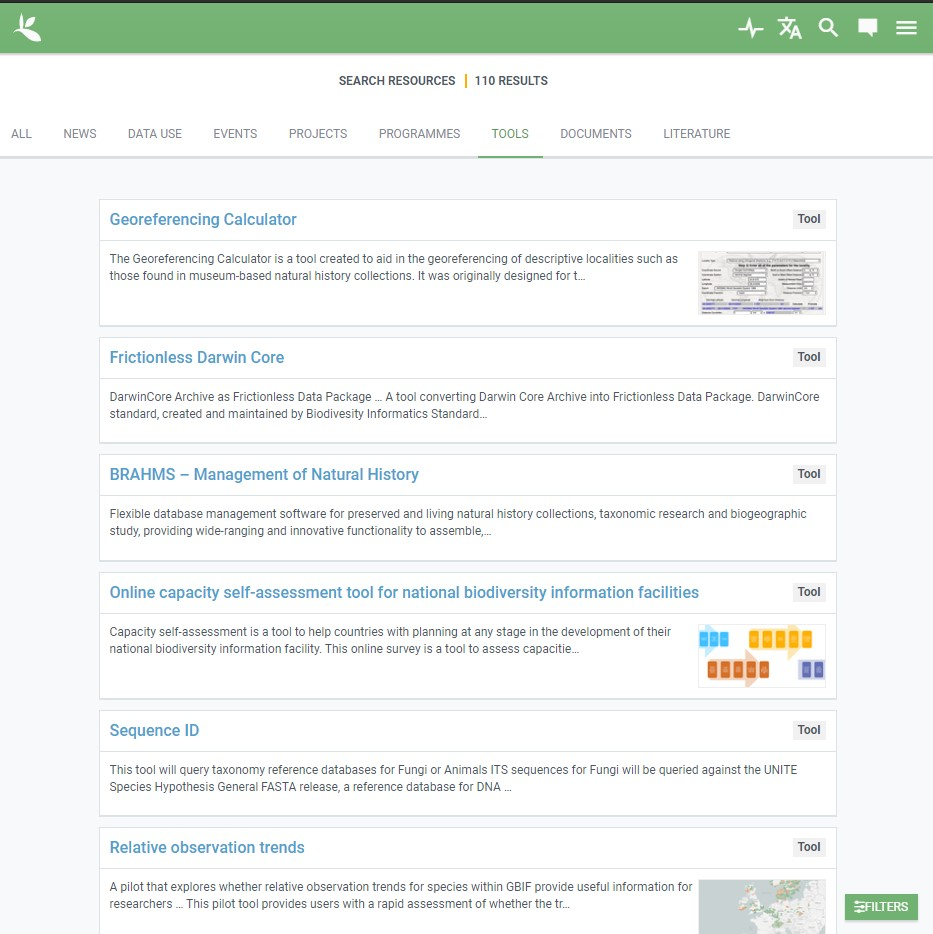 SEARCH RESOURCES | 110 RESULTS
ALL NEWS DATA USE EVENTS PROJECTS PROGRAMMES TOOLS DOCUMENTS LITERATURE
Georeferencing Calculator Tool
The Georeferencing Calculator is a tool created to aid in the georeferencing of descriptive localities such as
those found in museum-based natural history collections. It was originally designed for t...
Frictionless Darwin Core Tool
DarwinCore Archive as Frictionless Data Package ... A tool converting Darwin Core Archive into Frictionless Data Package. DarwinCore
standard, created and maintained by Biodivesity Informatics Standard...
BRAHMS – Management of Natural History Tool
Flexible database management software for preserved and living natural history collections, taxonomic research and biogeographic
study, providing wide-ranging and innovative functionality to assemble,...
Online capacity self-assessment tool for national biodiversity information facilities Tool
Capacity self-assessment is a tool to help countries with planning at any stage in the development of their
national biodiversity information facility. This online survey is a tool to assess capacitie...
Sequence ID Tool
This tool will query taxonomy reference databases for Fungi or Animals ITS sequences for Fungi will be queried against the UNITE
Species Hypothesis General FASTA release, a reference database for DNA ...
Relative observation trends Tool
A pilot that explores whether relative observation trends for species within GBIF provide useful information for
researchers ... This pilot tool provides users with a rapid assessment of whether the tr...
FILTERS